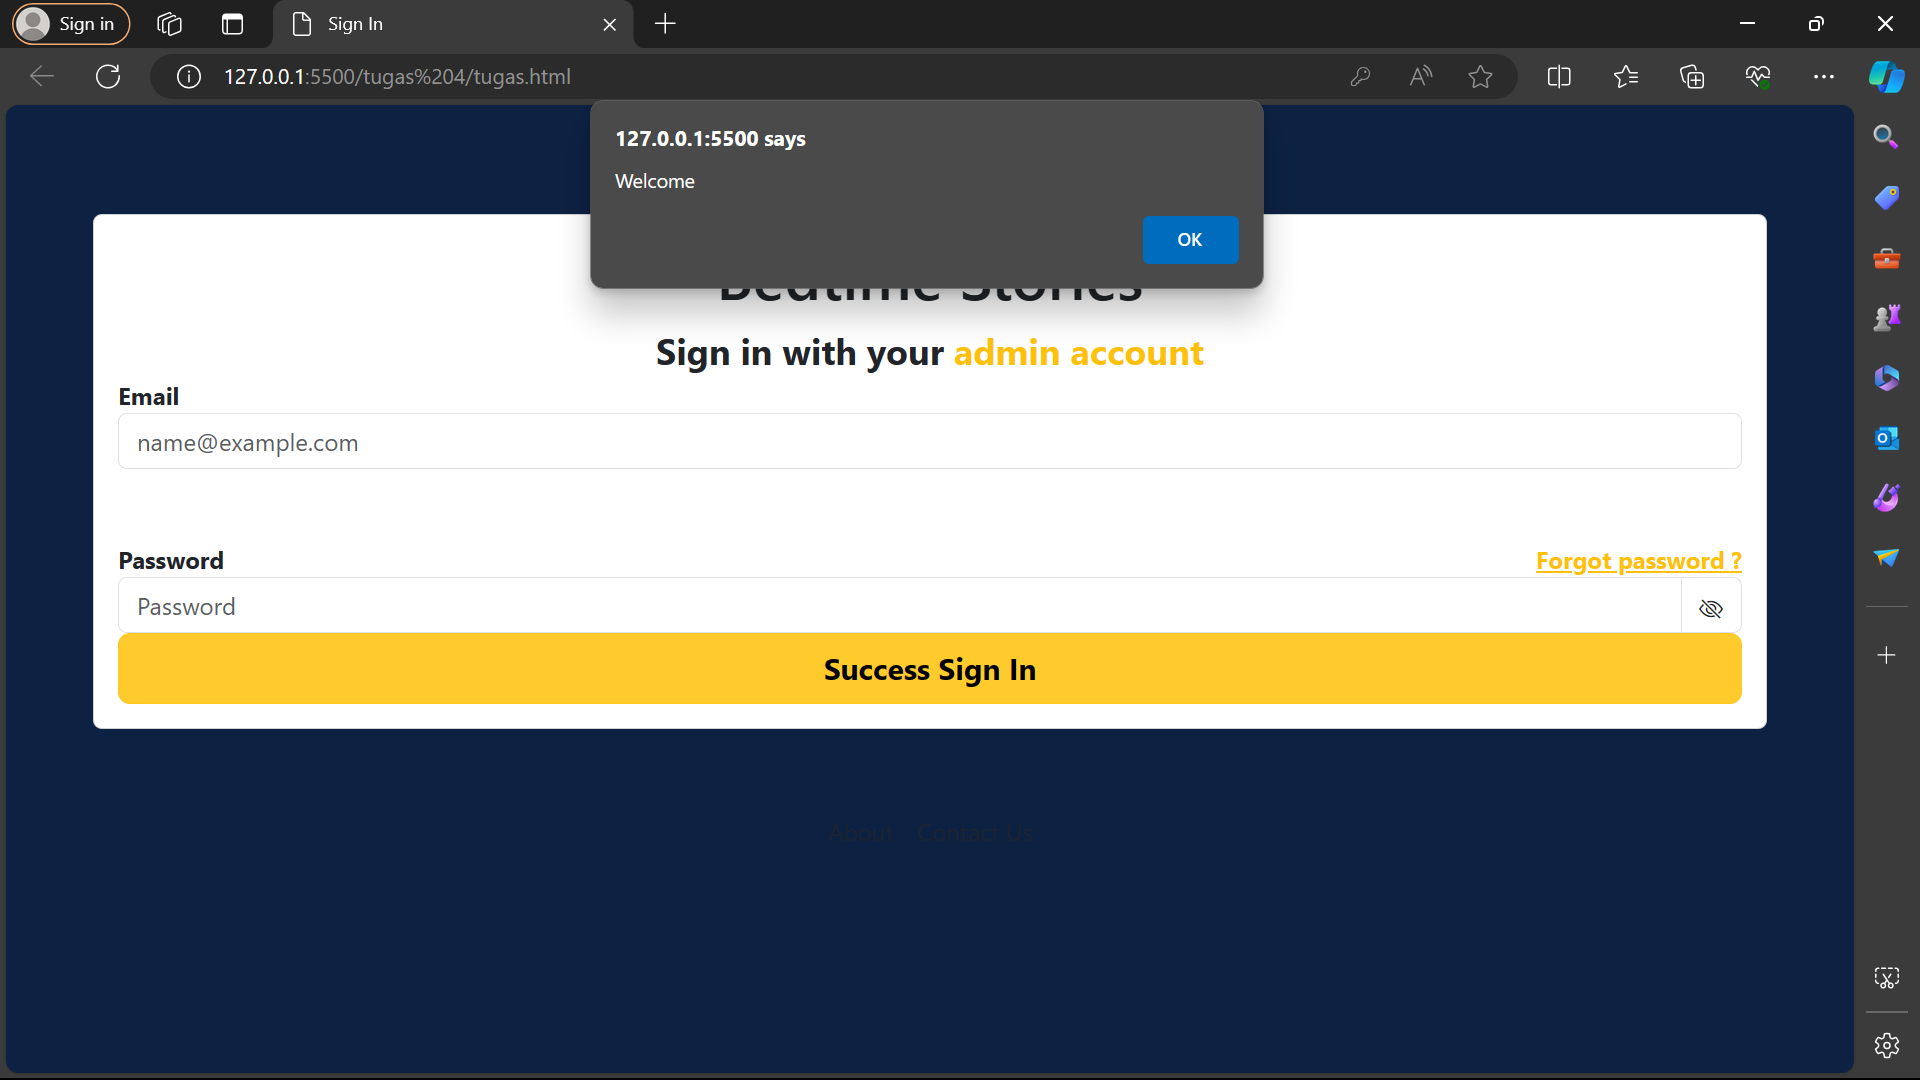 Sign in
Sign In
127.0.0.1:5500/tugas%204/tugas.html
127.0.0.1:5500 says
Welcome
OK
Bedtime Stories
Sign in with your admin account
Email
name@example.com
Password
Forgot password ?
Password
Success Sign In
About Contact Us